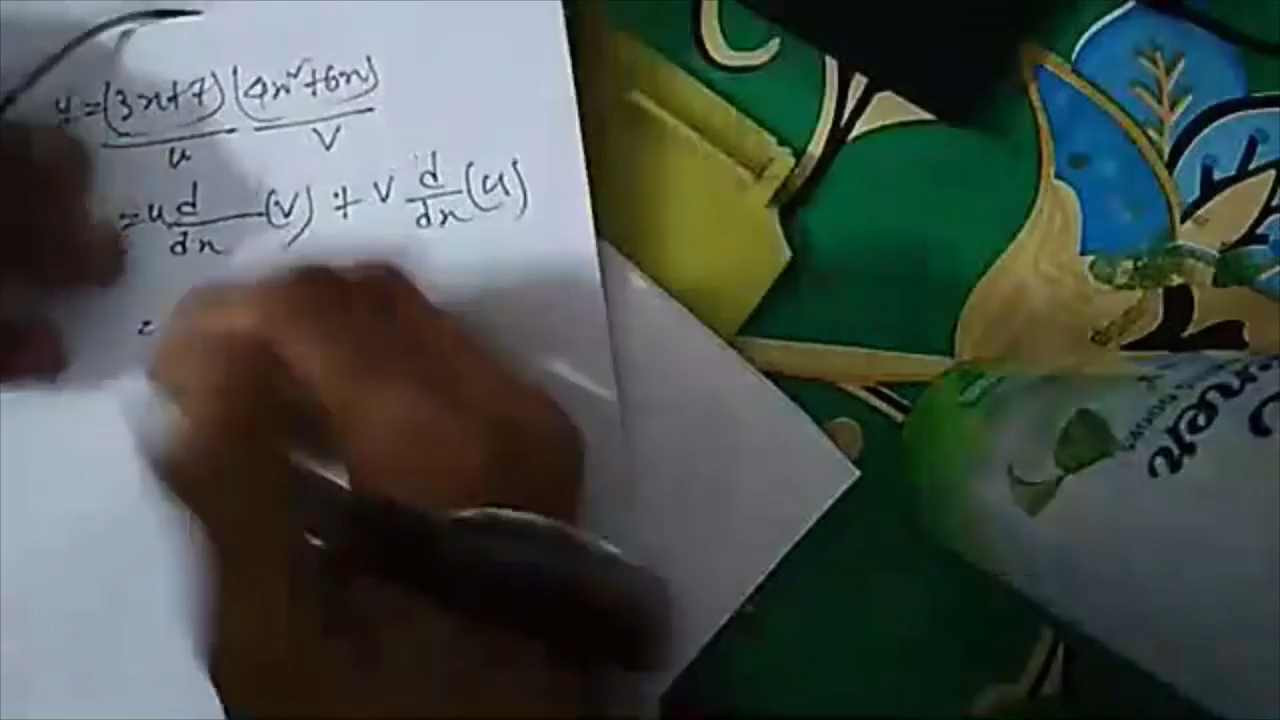 y = (3x+7) (4x²+6x)
u v
= u d/dx (v) + v d/dx (u)
=